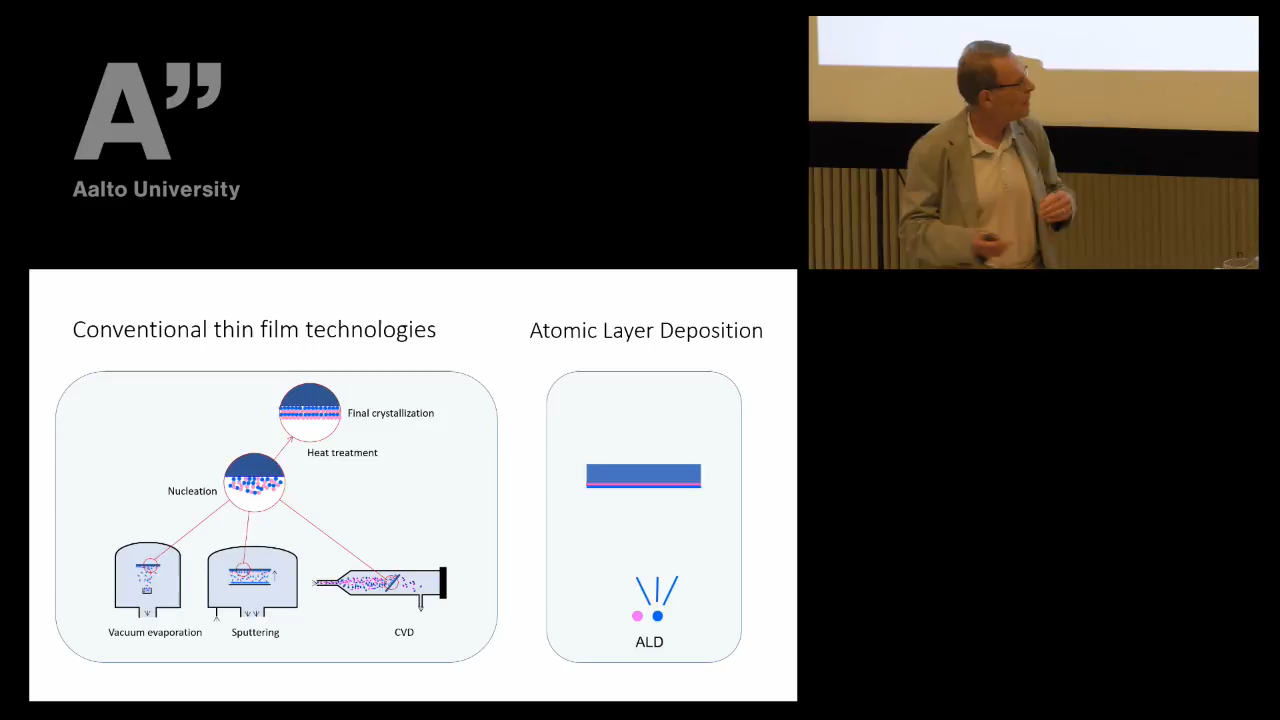 A”
Aalto University
Conventional thin film technologies
Atomic Layer Deposition
Final crystallization
Heat treatment
Nucleation
Vacuum evaporation
Sputtering
CVD
ALD